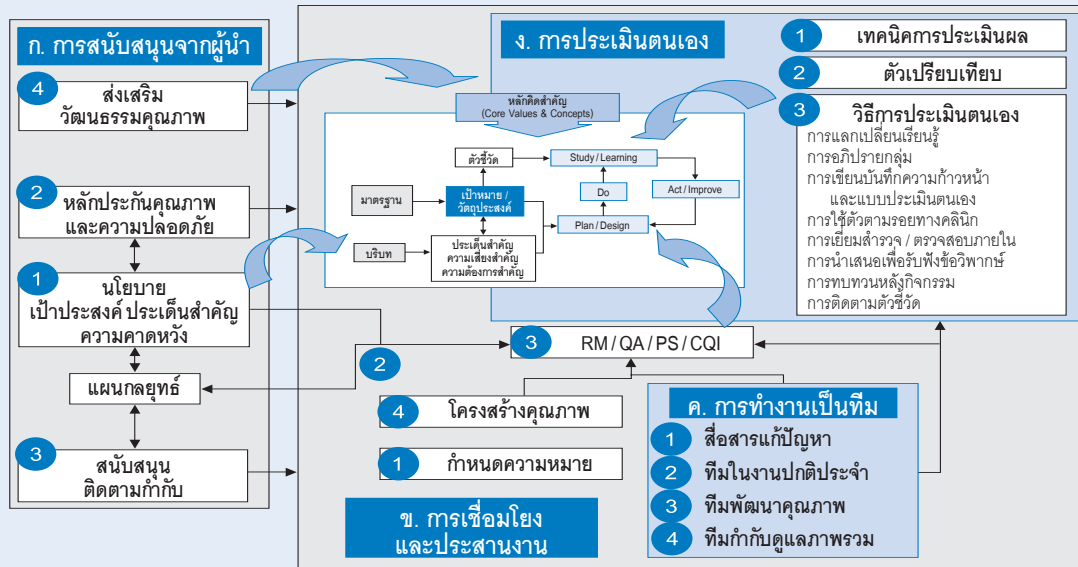 ก. การสนับสนุนจากผู้นำ
4
ส่งเสริม
วัฒนธรรมคุณภาพ
2
หลักประกันคุณภาพ
และความปลอดภัย
1
นโยบาย
เป้าประสงค์ ประเด็นสำคัญ
ความคาดหวัง
แผนกลยุทธ์
3
สนับสนุน
ติดตามกำกับ
ง. การประเมินตนเอง
1 เทคนิคการประเมินผล
2 ตัวเปรียบเทียบ
3 วิธีการประเมินตนเอง
การแลกเปลี่ยนเรียนรู้
การอภิปรายกลุ่ม
การเขียนบันทึกความก้าวหน้า
และแบบประเมินตนเอง
การใช้ตัวตามรอยทางคลินิก
การเยี่ยมสำรวจ / ตรวจสอบภายใน
การนำเสนอเพื่อรับฟังข้อวิพากษ์
การทบทวนหลังกิจกรรม
การติดตามตัวชี้วัด
หลักคิดสำคัญ
(Core Values & Concepts)
ตัวชี้วัด
Study / Learning
มาตรฐาน
เป้าหมาย /
วัตถุประสงค์
Do
Act / Improve
Plan / Design
บริบท
ประเด็นสำคัญ
ความเสี่ยงสำคัญ
ความต้องการสำคัญ
2
3 RM / QA / PS / CQI
4 โครงสร้างคุณภาพ
1 กำหนดความหมาย
ข. การเชื่อมโยง
และประสานงาน
ค. การทำงานเป็นทีม
1 สื่อสารแก้ปัญหา
2 ทีมในงานปกติประจำ
3 ทีมพัฒนาคุณภาพ
4 ทีมกำกับดูแลภาพรวม